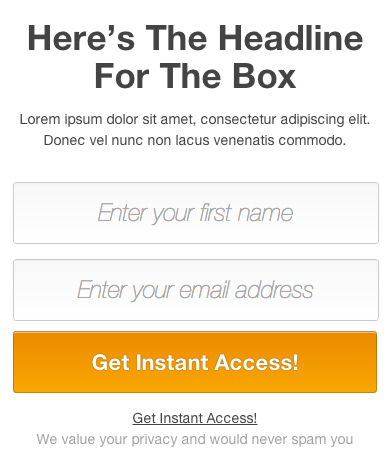 Here’s The Headline
For The Box
Lorem ipsum dolor sit amet, consectetur adipiscing elit.
Donec vel nunc non lacus venenatis commodo.
Enter your first name
Enter your email address
Get Instant Access!
Get Instant Access!
We value your privacy and would never spam you